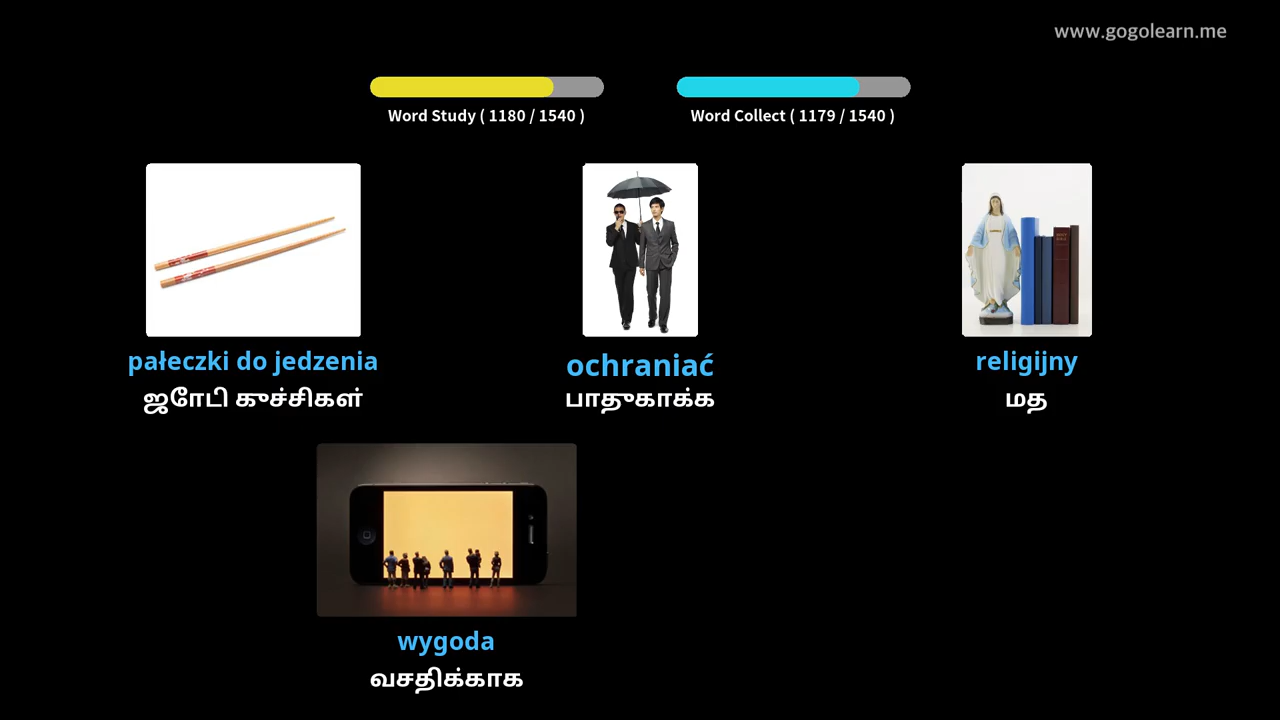 www.gogolearn.me
Word Study ( 1180 / 1540 )
Word Collect ( 1179 / 1540 )
pałeczki do jedzenia
ஜோடி குச்சிகள்
ochraniać
பாதுகாக்க
religijny
மத
wygoda
வசதிக்காக